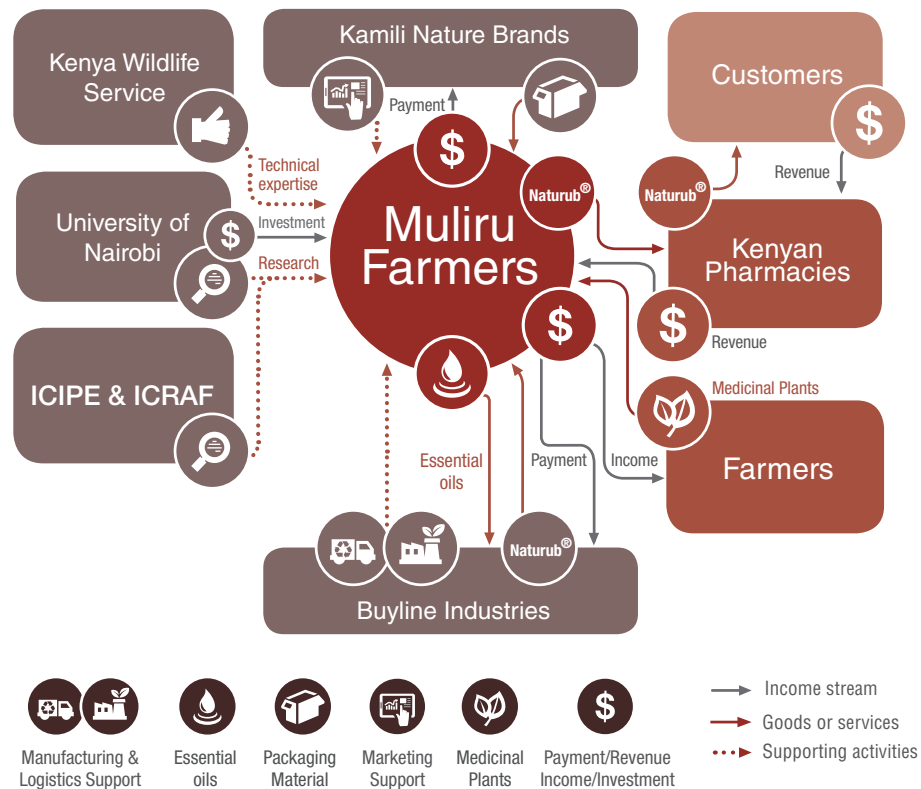 Kamili Nature Brands
Kenya Wildlife
Service
Customers
Payment
$
$
Technical
expertise
Naturub®
Naturub®
Revenue
University of
Nairobi
$
Investment
Research
Muliru
Farmers
Kenyan
Pharmacies
$
$
Revenue
ICIPE & ICRAF
Medicinal Plants
Essential
oils
Payment
Income
Farmers
Naturub®
Buyline Industries
$
Manufacturing &
Logistics Support
Essential
oils
Packaging
Material
Marketing
Support
Medicinal
Plants
Payment/Revenue
Income/Investment
Income stream
Goods or services
Supporting activities